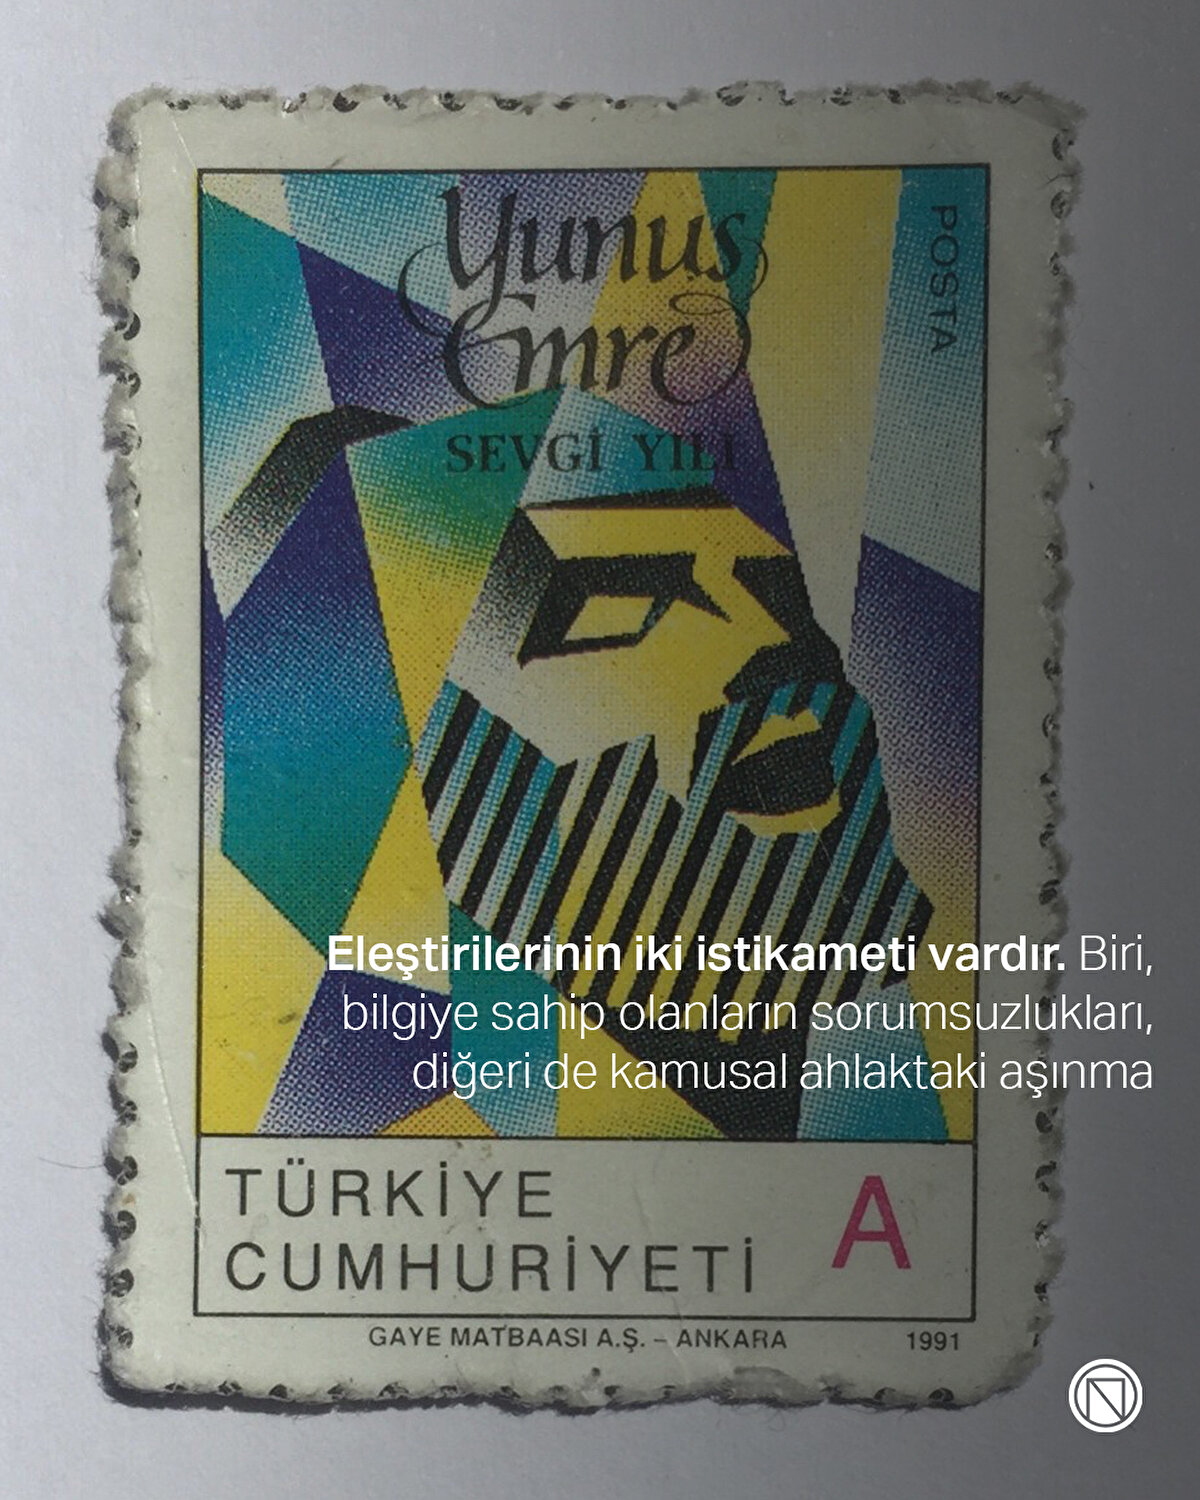 Yunus
Emre
SEVGİ YILI
POSTA
Eleştirilerinin iki istikameti vardır. Biri,
bilgiye sahip olanların sorumsuzlukları,
diğeri de kamusal ahlaktaki aşınma
TÜRKİYE
CUMHURİYETİ
A
GAYE MATBAASI A.Ş. – ANKARA
1991